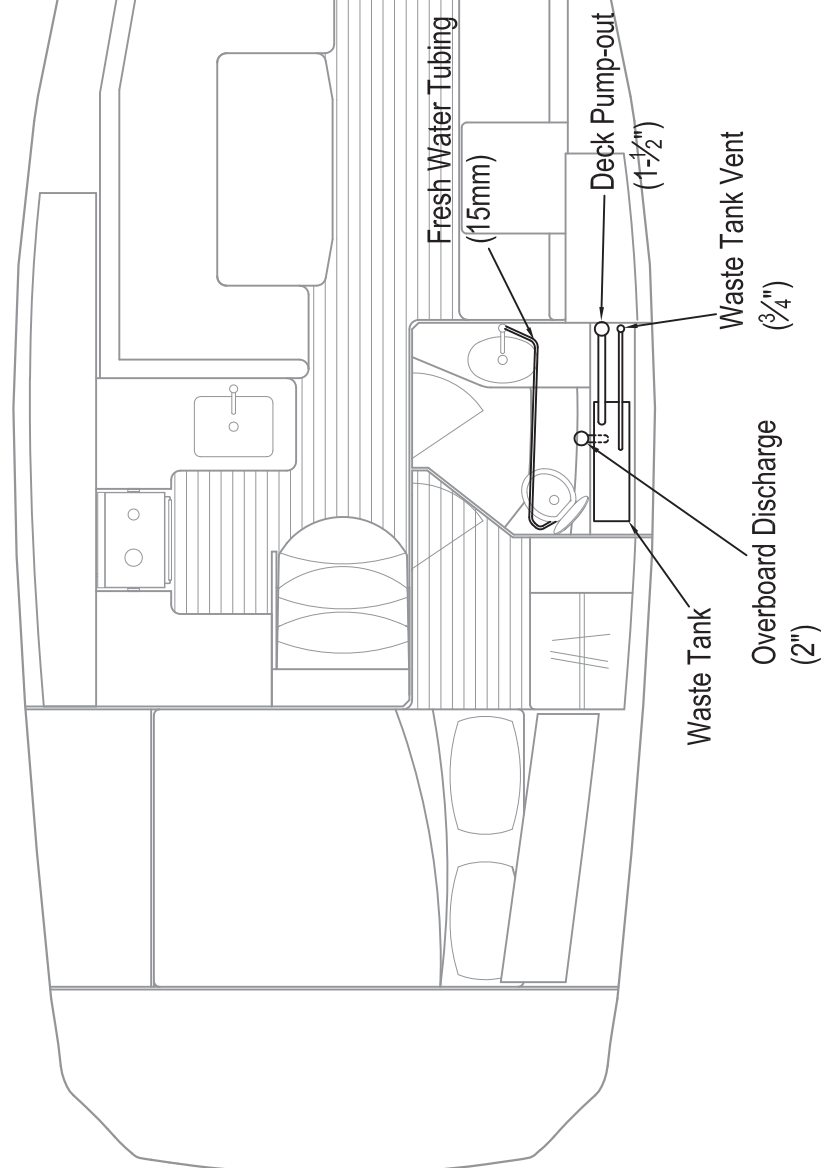 Fresh Water Tubing
(15mm)
Deck Pump-out
(1-½")
Waste Tank Vent
(¾")
Overboard Discharge
(2")
Waste Tank